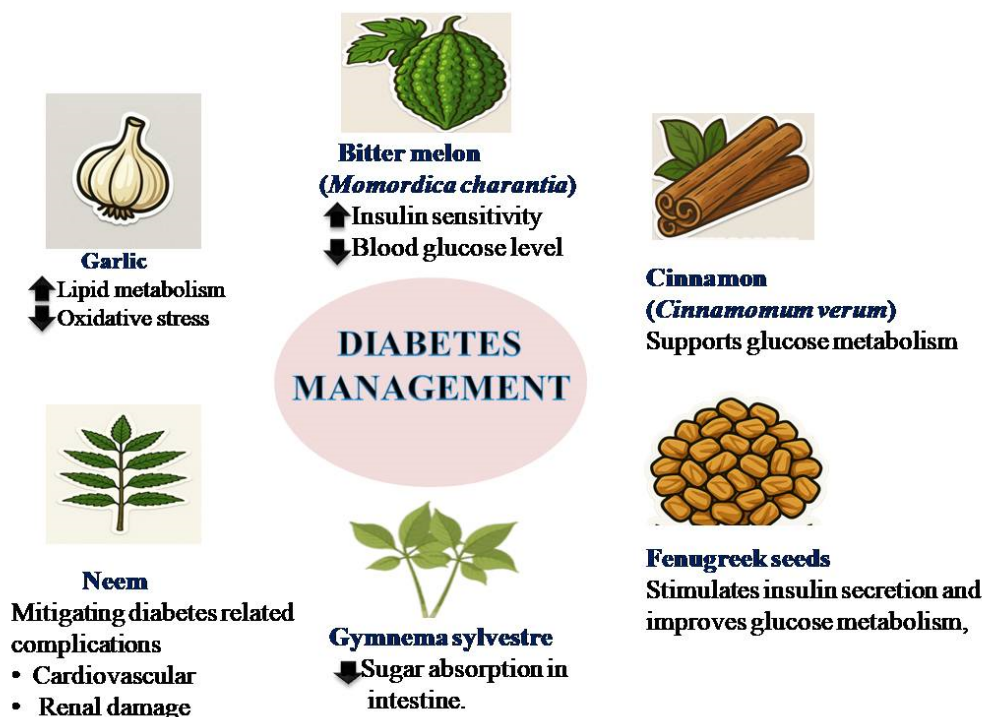 Bitter melon
(Momordica charantia)
Insulin sensitivity
Blood glucose level
Garlic
Lipid metabolism
Oxidative stress
Cinnamon
(Cinnamomum verum)
Supports glucose metabolism
DIABETES
MANAGEMENT
Neem
Mitigating diabetes related
complications
• Cardiovascular
• Renal damage
Gymnema sylvestre
Sugar absorption in
intestine.
Fenugreek seeds
Stimulates insulin secretion and
improves glucose metabolism,